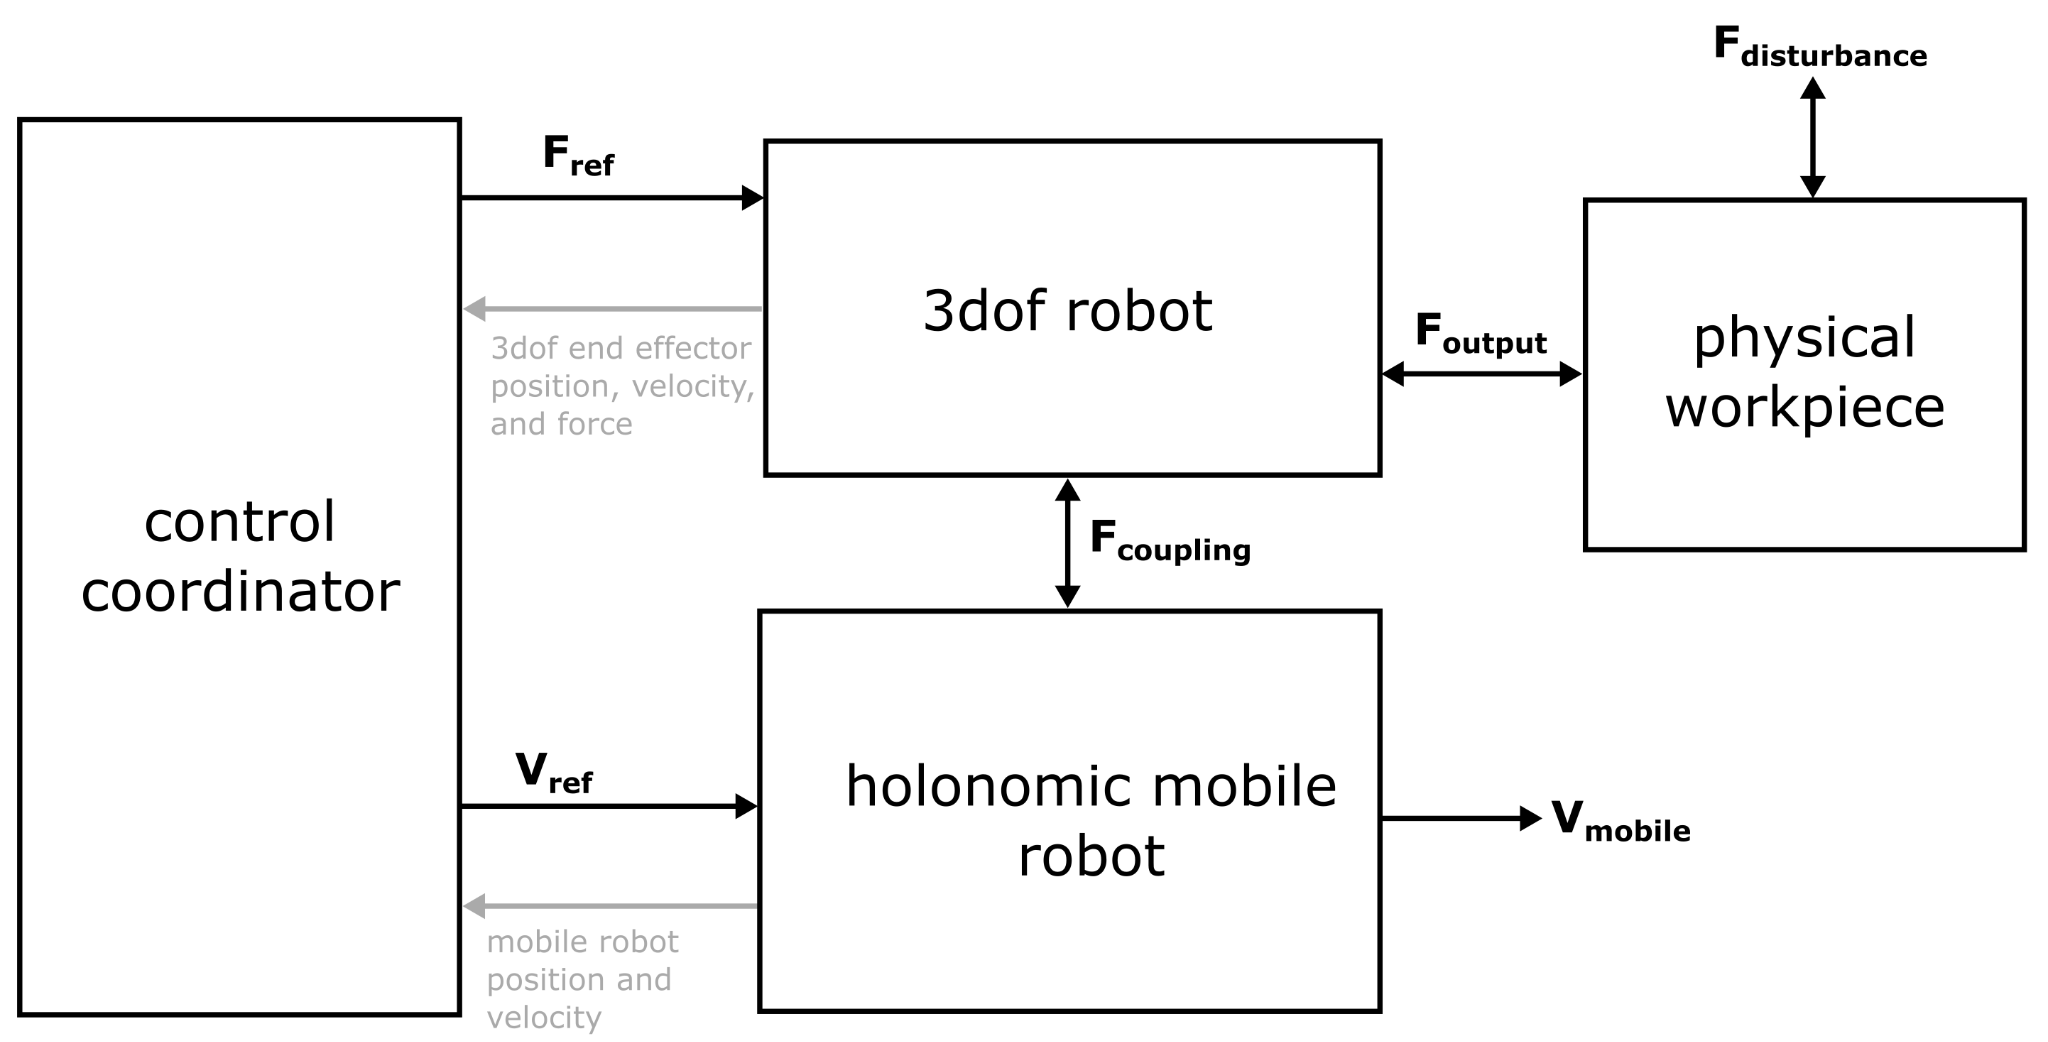 F_disturbance
F_ref
3dof robot
3dof end effector
position, velocity,
and force
F_output
physical
workpiece
control
coordinator
F_coupling
V_ref
holonomic mobile
robot
V_mobile
mobile robot
position and
velocity